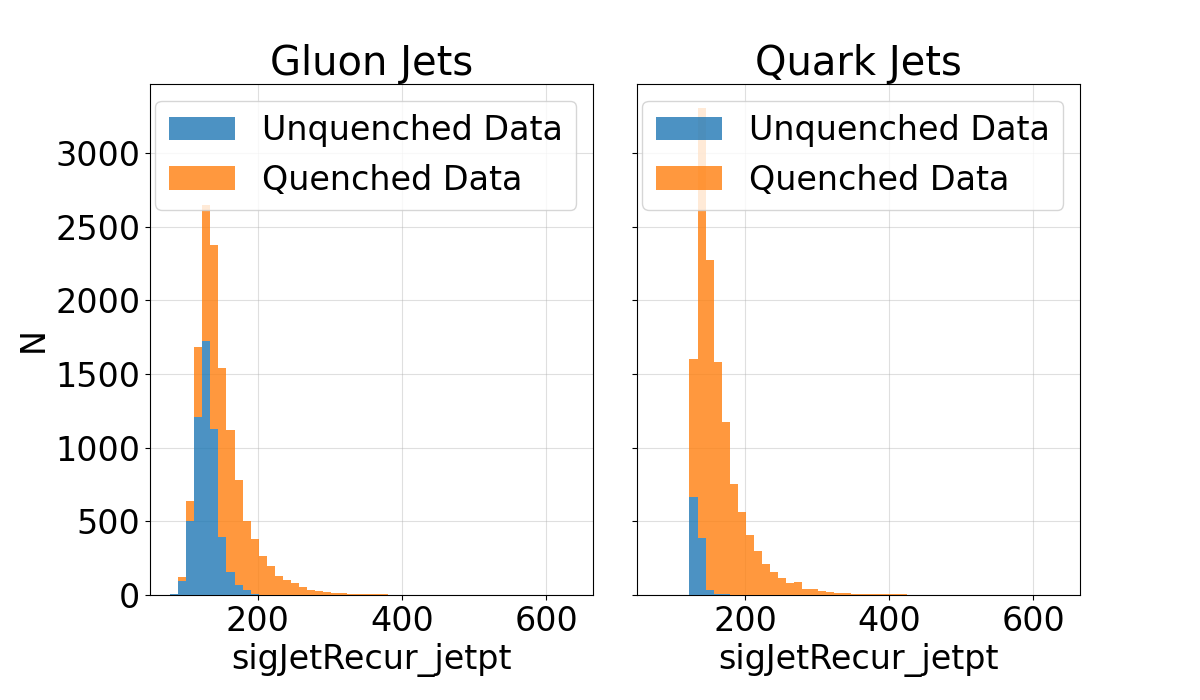 Gluon Jets
Quark Jets
Unquenched Data
Quenched Data
Unquenched Data
Quenched Data
N
3000
2500
2000
1500
1000
500
0
200 400 600
200 400 600
sigJetRecur_jetpt
sigJetRecur_jetpt